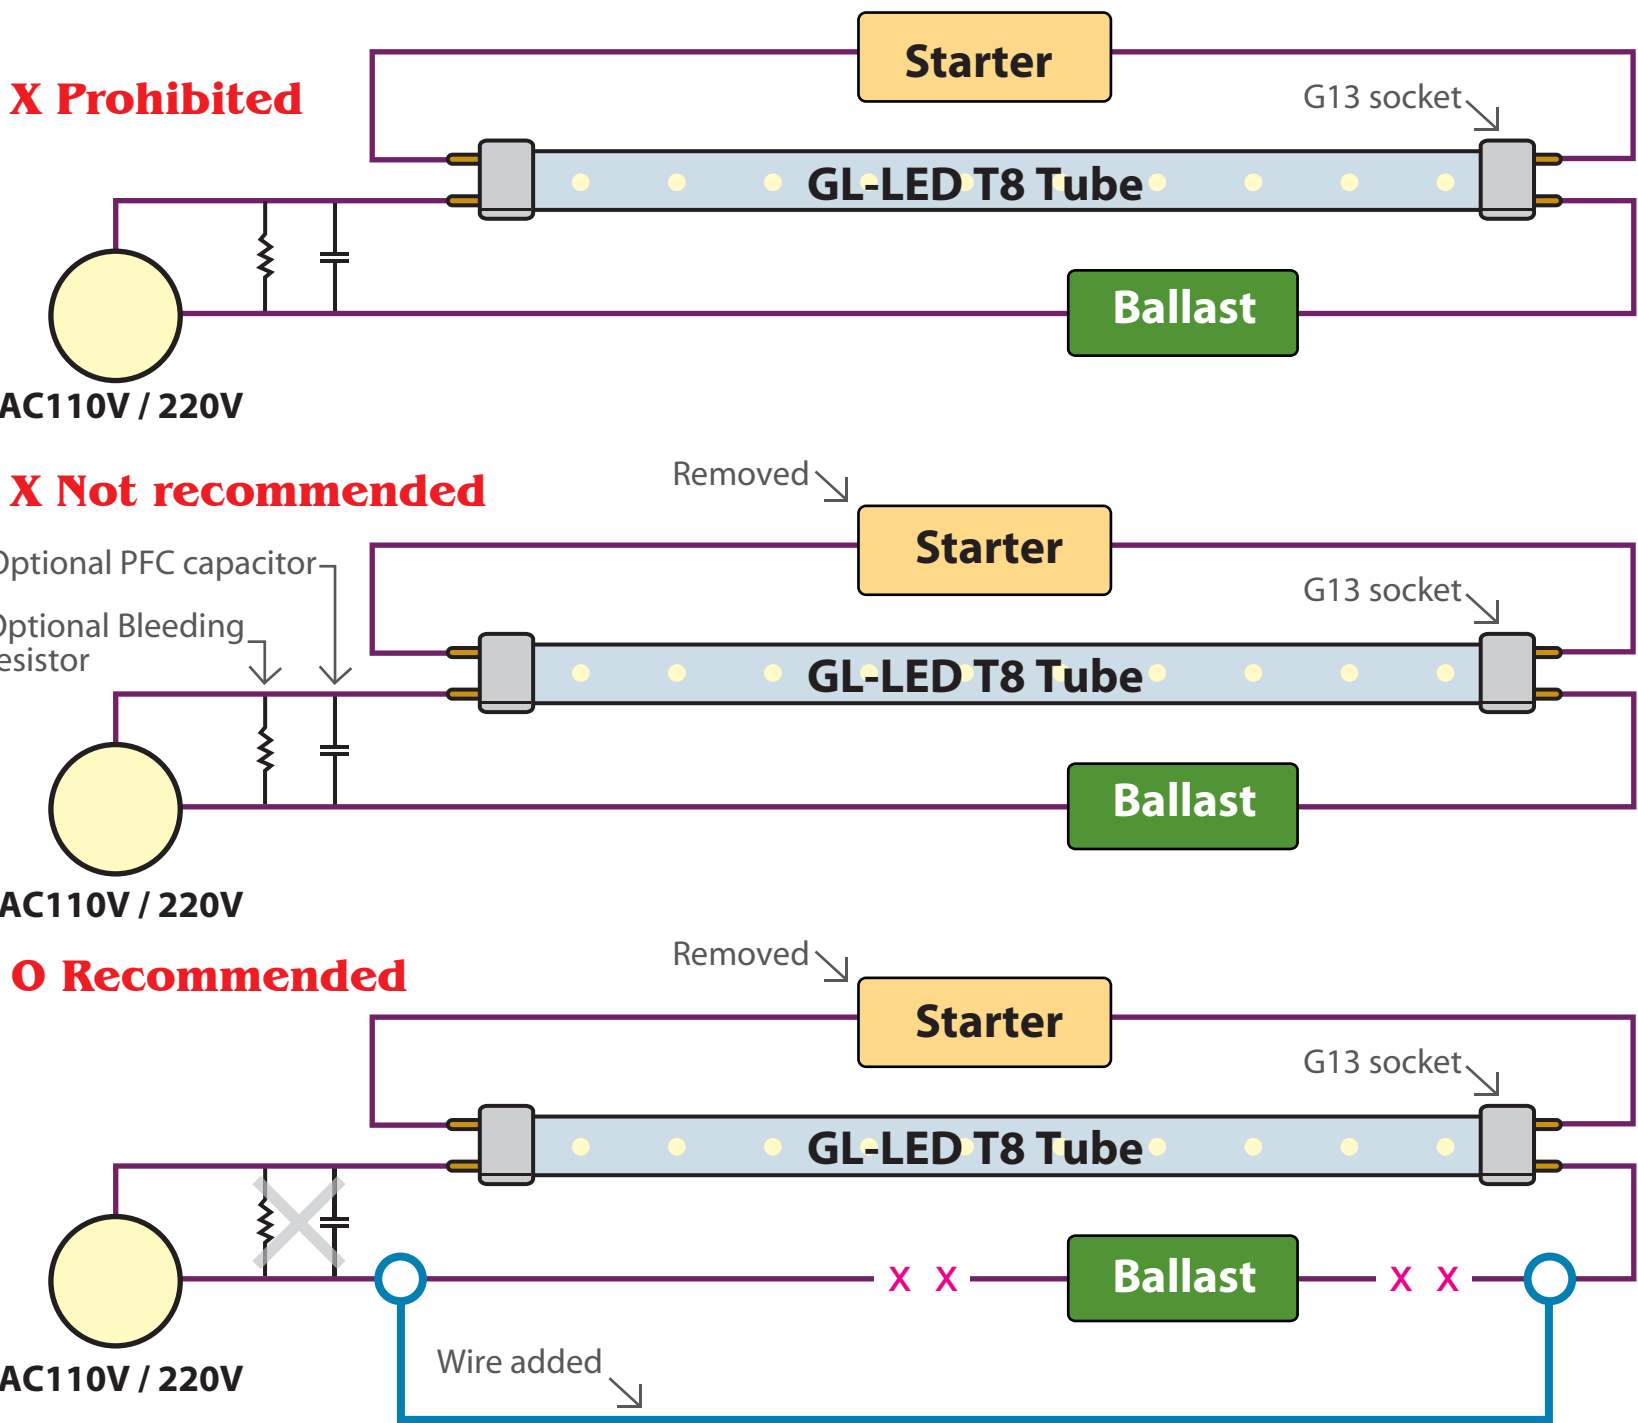 Starter
X Prohibited
G13 socket
GL-LED T8 Tube
Ballast
AC110V / 220V
Removed
X Not recommended
Starter
Optional PFC capacitor
G13 socket
Optional Bleeding
esistor
GL-LED T8 Tube
Ballast
AC110V / 220V
Removed
O Recommended
Starter
G13 socket
GL-LED T8 Tube
X X
Ballast
X X
Wire added
AC110V / 220V